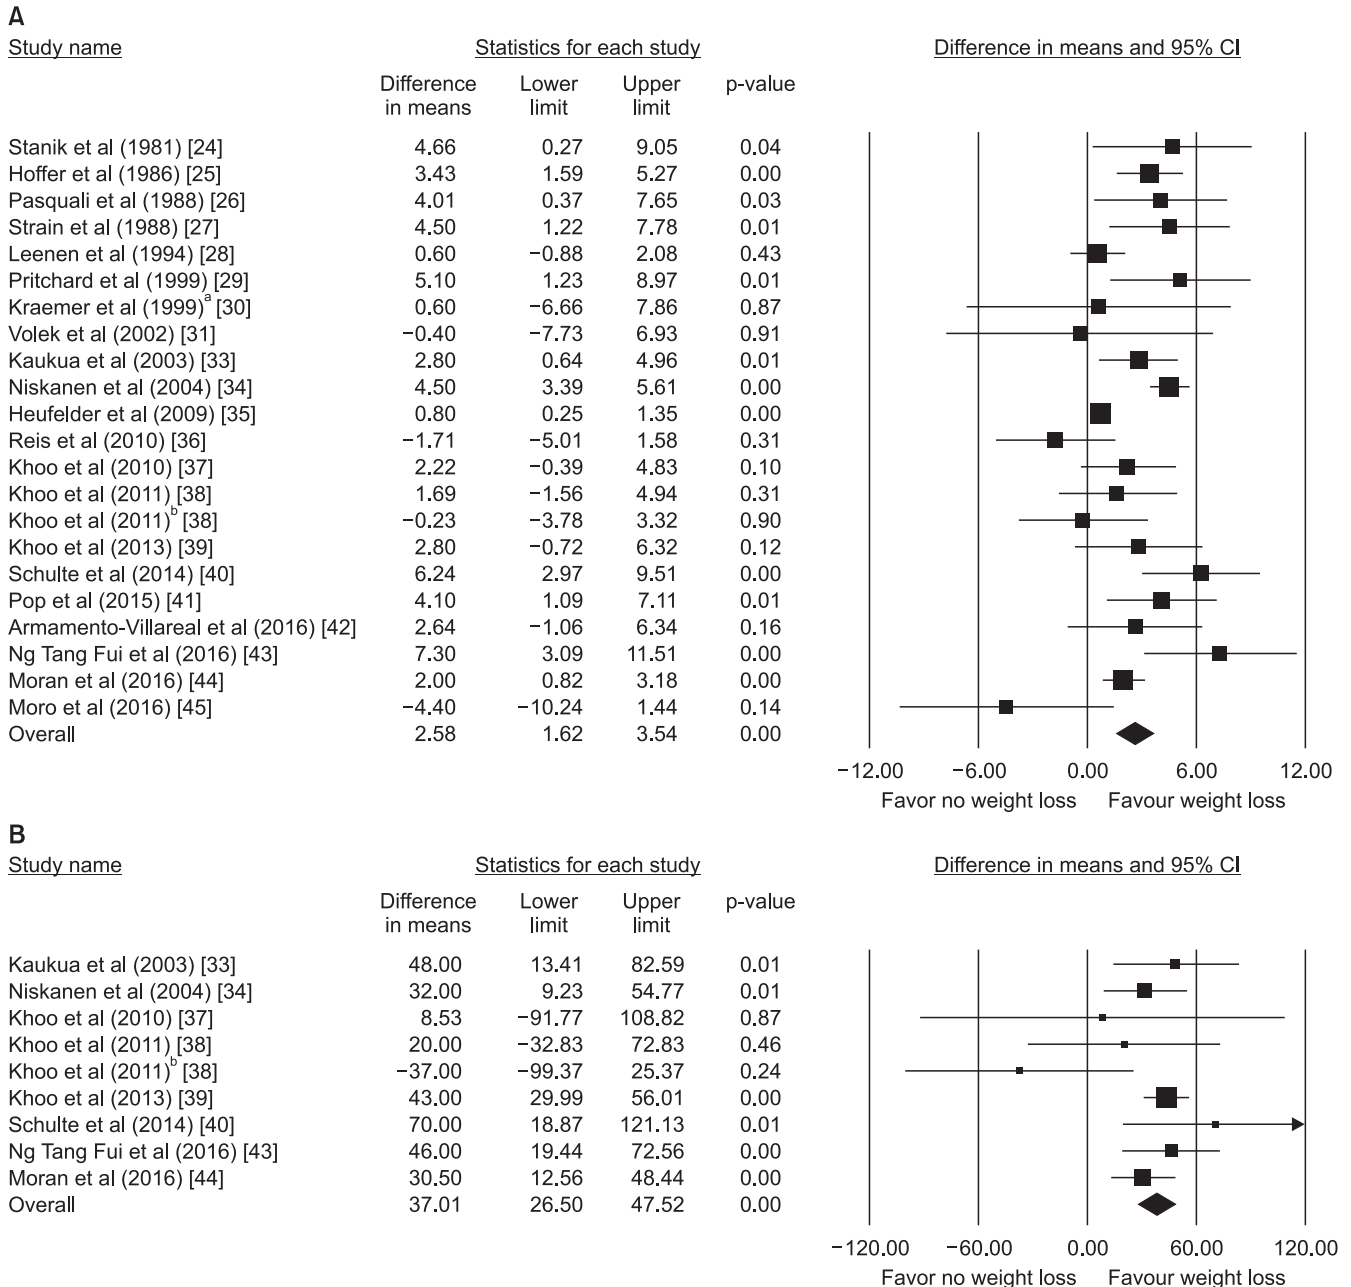 A
Study name Statistics for each study Difference in means and 95% CI
Difference in means Lower limit Upper limit p-value
Stanik et al (1981) [24] 4.66 0.27 9.05 0.04
Hoffer et al (1986) [25] 3.43 1.59 5.27 0.00
Pasquali et al (1988) [26] 4.01 0.37 7.65 0.03
Strain et al (1988) [27] 4.50 1.22 7.78 0.01
Leenen et al (1994) [28] 0.60 −0.88 2.08 0.43
Pritchard et al (1999) [29] 5.10 1.23 8.97 0.01
Kraemer et al (1999)a [30] 0.60 −6.66 7.86 0.87
Volek et al (2002) [31] −0.40 −7.73 6.93 0.91
Kaukua et al (2003) [33] 2.80 0.64 4.96 0.01
Niskanen et al (2004) [34] 4.50 3.39 5.61 0.00
Heufelder et al (2009) [35] 0.80 0.25 1.35 0.00
Reis et al (2010) [36] −1.71 −5.01 1.58 0.31
Khoo et al (2010) [37] 2.22 −0.39 4.83 0.10
Khoo et al (2011) [38] 1.69 −1.56 4.94 0.31
Khoo et al (2011)b [38] −0.23 −3.78 3.32 0.90
Khoo et al (2013) [39] 2.80 −0.72 6.32 0.12
Schulte et al (2014) [40] 6.24 2.97 9.51 0.00
Pop et al (2015) [41] 4.10 1.09 7.11 0.01
Armamento-Villareal et al (2016) [42] 2.64 −1.06 6.34 0.16
Ng Tang Fui et al (2016) [43] 7.30 3.09 11.51 0.00
Moran et al (2016) [44] 2.00 0.82 3.18 0.00
Moro et al (2016) [45] −4.40 −10.24 1.44 0.14
Overall 2.58 1.62 3.54 0.00
−12.00 −6.00 0.00 6.00 12.00
Favor no weight loss Favour weight loss
B
Study name Statistics for each study Difference in means and 95% CI
Difference in means Lower limit Upper limit p-value
Kaukua et al (2003) [33] 48.00 13.41 82.59 0.01
Niskanen et al (2004) [34] 32.00 9.23 54.77 0.01
Khoo et al (2010) [37] 8.53 −91.77 108.82 0.87
Khoo et al (2011) [38] 20.00 −32.83 72.83 0.46
Khoo et al (2011)b [38] −37.00 −99.37 25.37 0.24
Khoo et al (2013) [39] 43.00 29.99 56.01 0.00
Schulte et al (2014) [40] 70.00 18.87 121.13 0.01
Ng Tang Fui et al (2016) [43] 46.00 19.44 72.56 0.00
Moran et al (2016) [44] 30.50 12.56 48.44 0.00
Overall 37.01 26.50 47.52 0.00
−120.00 −60.00 0.00 60.00 120.00
Favor no weight loss Favour weight loss